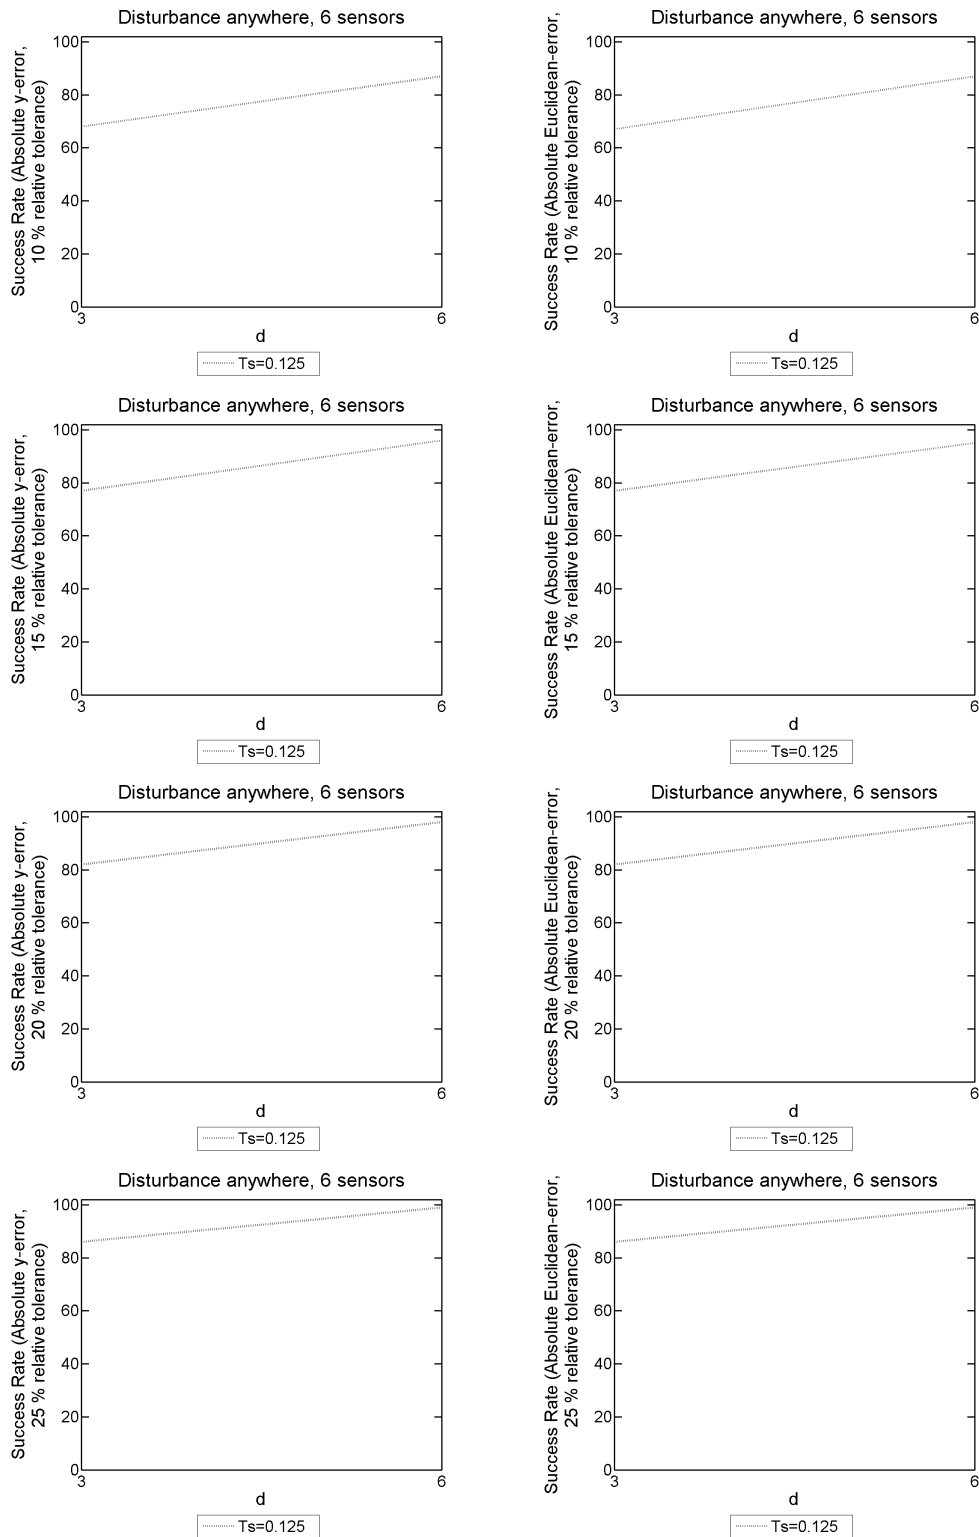 Disturbance anywhere, 6 sensors
Success Rate (Absolute y-error,
10 % relative tolerance)
100
80
60
40
20
0
3
6
d
Ts=0.125
Disturbance anywhere, 6 sensors
Success Rate (Absolute Euclidean-error,
10 % relative tolerance)
100
80
60
40
20
0
3
6
d
Ts=0.125
Disturbance anywhere, 6 sensors
Success Rate (Absolute y-error,
15 % relative tolerance)
100
80
60
40
20
0
3
6
d
Ts=0.125
Disturbance anywhere, 6 sensors
Success Rate (Absolute Euclidean-error,
15 % relative tolerance)
100
80
60
40
20
0
3
6
d
Ts=0.125
Disturbance anywhere, 6 sensors
Success Rate (Absolute y-error,
20 % relative tolerance)
100
80
60
40
20
0
3
6
d
Ts=0.125
Disturbance anywhere, 6 sensors
Success Rate (Absolute Euclidean-error,
20 % relative tolerance)
100
80
60
40
20
0
3
6
d
Ts=0.125
Disturbance anywhere, 6 sensors
Success Rate (Absolute y-error,
25 % relative tolerance)
100
80
60
40
20
0
3
6
d
Ts=0.125
Disturbance anywhere, 6 sensors
Success Rate (Absolute Euclidean-error,
25 % relative tolerance)
100
80
60
40
20
0
3
6
d
Ts=0.125